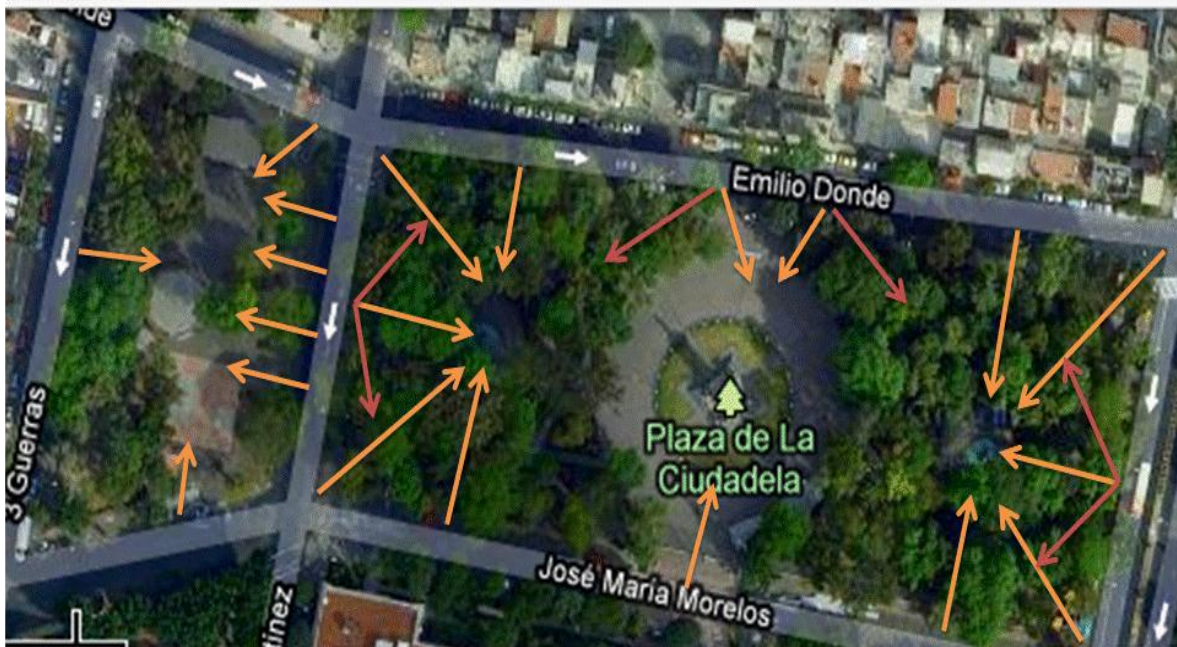 Emilio Donde
Plaza de La
Ciudadela
José María Morelos
3 Guerras